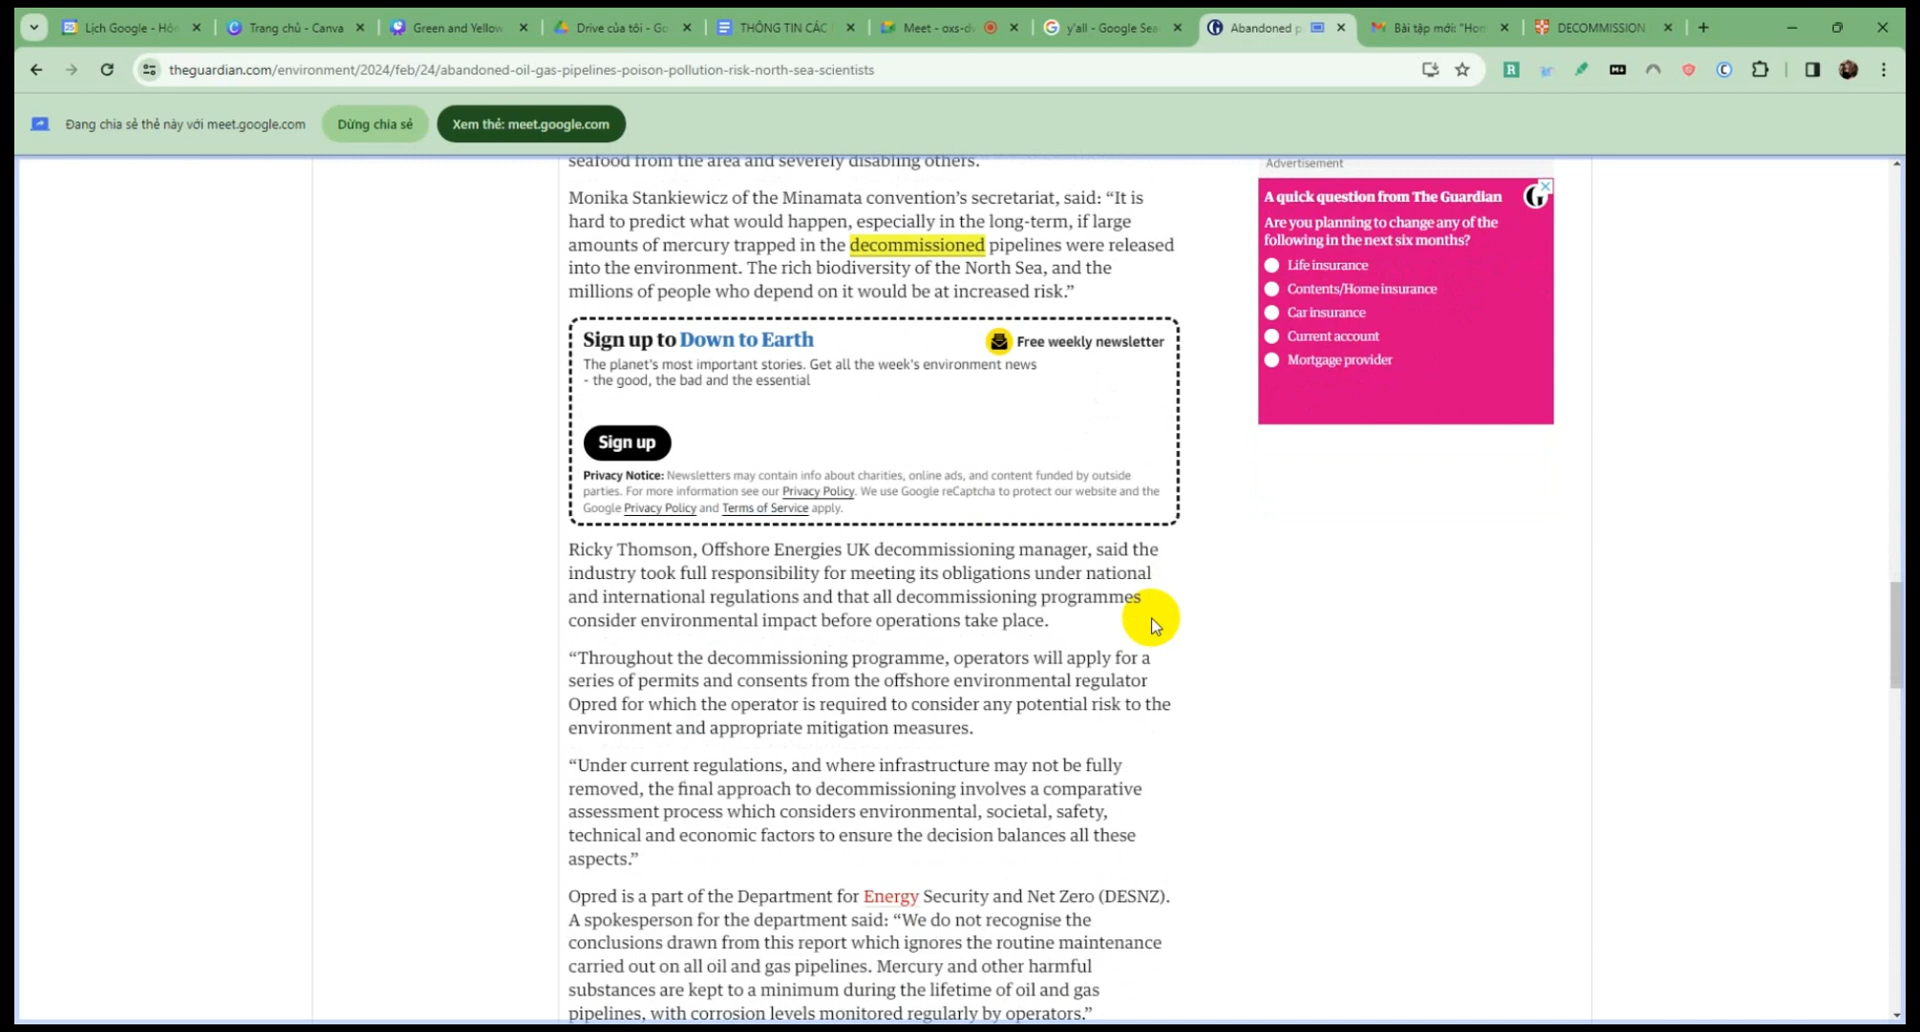 Lịch Google - Hồn
Trang chủ - Canva
Green and Yellow
Drive của tôi - Go
THÔNG TIN CÁC
Meet - oxs-dv
y'all - Google Sea
Abandoned p
Bài tập mới: "Hom
DECOMMISSION
theguardian.com/environment/2024/feb/24/abandoned-oil-gas-pipelines-poison-pollution-risk-north-sea-scientists
Đang chia sẻ thẻ này với meet.google.com
Dừng chia sẻ
Xem thẻ: meet.google.com
seafood from the area and severely disabling others.
Monika Stankiewicz of the Minamata convention’s secretariat, said: “It is
hard to predict what would happen, especially in the long-term, if large
amounts of mercury trapped in the decommissioned pipelines were released
into the environment. The rich biodiversity of the North Sea, and the
millions of people who depend on it would be at increased risk.”
Sign up to Down to Earth
Free weekly newsletter
The planet's most important stories. Get all the week's environment news
- the good, the bad and the essential
Sign up
Privacy Notice: Newsletters may contain info about charities, online ads, and content funded by outside
parties. For more information see our Privacy Policy. We use Google reCaptcha to protect our website and the
Google Privacy Policy and Terms of Service apply.
Ricky Thomson, Offshore Energies UK decommissioning manager, said the
industry took full responsibility for meeting its obligations under national
and international regulations and that all decommissioning programmes
consider environmental impact before operations take place.
“Throughout the decommissioning programme, operators will apply for a
series of permits and consents from the offshore environmental regulator
Opred for which the operator is required to consider any potential risk to the
environment and appropriate mitigation measures.
“Under current regulations, and where infrastructure may not be fully
removed, the final approach to decommissioning involves a comparative
assessment process which considers environmental, societal, safety,
technical and economic factors to ensure the decision balances all these
aspects.”
Opred is a part of the Department for Energy Security and Net Zero (DESNZ).
A spokesperson for the department said: “We do not recognise the
conclusions drawn from this report which ignores the routine maintenance
carried out on all oil and gas pipelines. Mercury and other harmful
substances are kept to a minimum during the lifetime of oil and gas
pipelines, with corrosion levels monitored regularly by operators.”
Advertisement
A quick question from The Guardian
Are you planning to change any of the
following in the next six months?
Life insurance
Contents/Home insurance
Car insurance
Current account
Mortgage provider